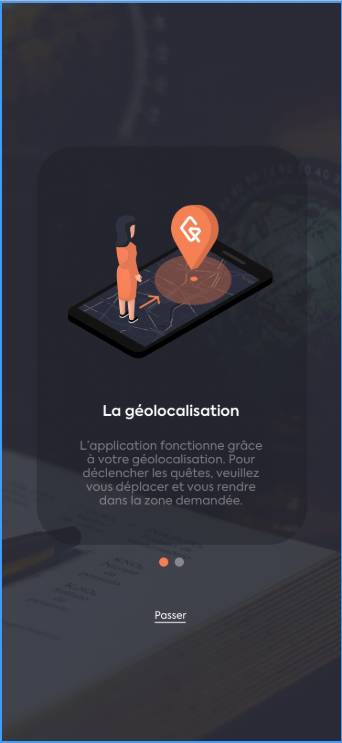 La géolocalisation
L'application fonctionne grâce
à votre géolocalisation. Pour
déclencher les quêtes, veuillez
vous déplacer et vous rendre
dans la zone demandée.
Passer